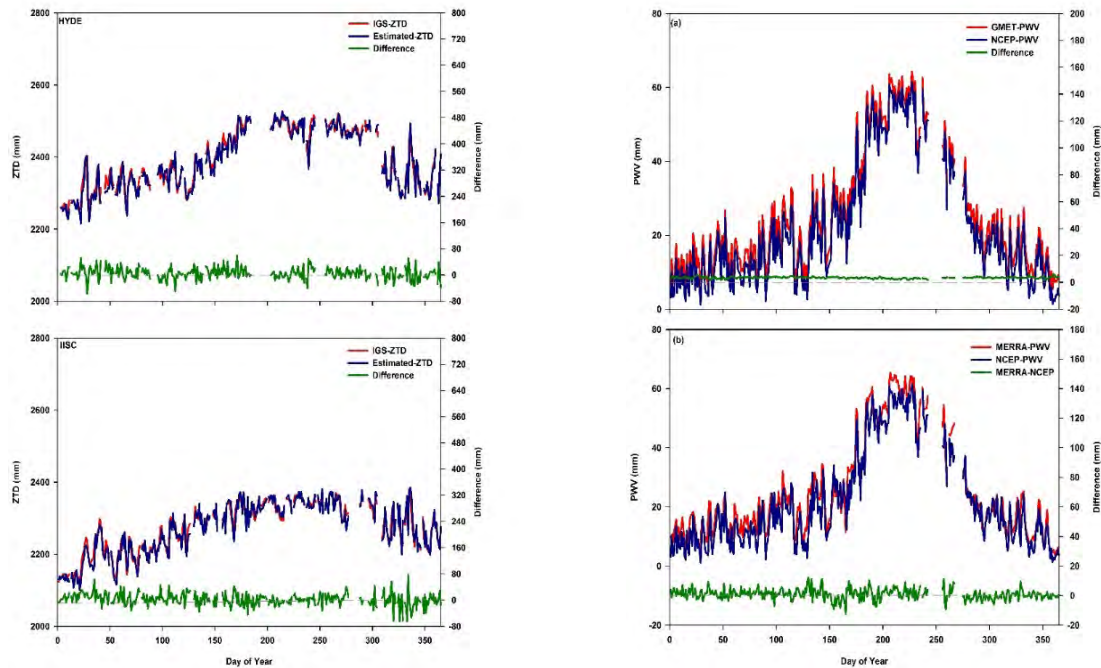 HYDE
IGS-ZTD
Estimated-ZTD
Difference
ZTD (mm)
2800
2600
2400
2200
2000
Difference (mm)
800
720
640
560
480
400
320
240
160
80
0
-80
IISC
IGS-ZTD
Estimated-ZTD
Difference
ZTD (mm)
2800
2600
2400
2200
2000
Difference (mm)
800
720
640
560
480
400
320
240
160
80
0
-80
0 50 100 150 200 250 300 350
Day of Year
(a)
GMET-PWV
NCEP-PWV
Difference
PWV (mm)
80
60
40
20
0
Difference (mm)
200
180
160
140
120
100
80
60
40
20
0
-20
(b)
MERRA-PWV
NCEP-PWV
MERRA-NCEP
PWV (mm)
80
60
40
20
0
-20
Difference (mm)
180
160
140
120
100
80
60
40
20
0
-20
0 50 100 150 200 250 300 350
Day of Year